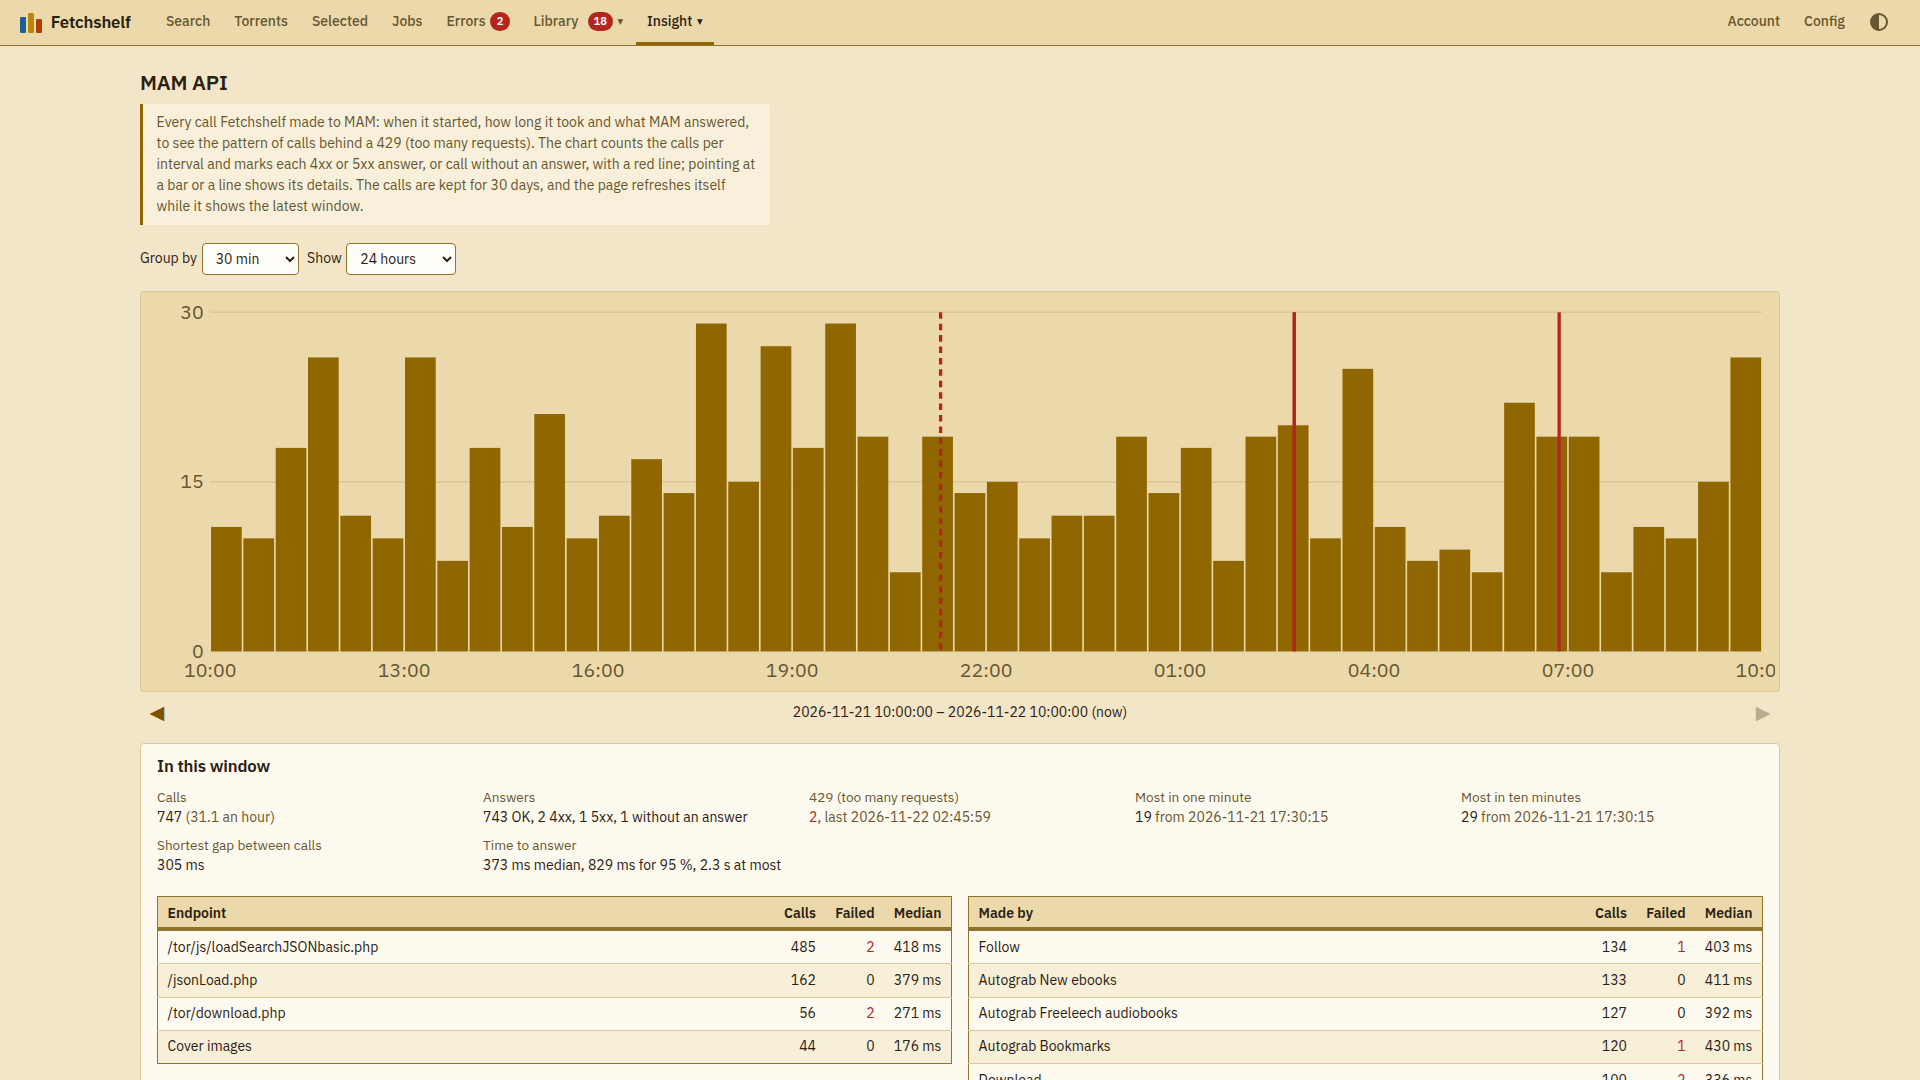 Fetchshelf
Search
Torrents
Selected
Jobs
Errors 2
Library 18 ▾
Insight ▾
Account
Config
MAM API
Every call Fetchshelf made to MAM: when it started, how long it took and what MAM answered,
to see the pattern of calls behind a 429 (too many requests). The chart counts the calls per
interval and marks each 4xx or 5xx answer, or call without an answer, with a red line; pointing at
a bar or a line shows its details. The calls are kept for 30 days, and the page refreshes itself
while it shows the latest window.
Group by 30 min Show 24 hours
30
15
0
10:00 13:00 16:00 19:00 22:00 01:00 04:00 07:00 10:0
◀ 2026-11-21 10:00:00 – 2026-11-22 10:00:00 (now) ▶
In this window
Calls
747 (31.1 an hour)
Answers
743 OK, 2 4xx, 1 5xx, 1 without an answer
429 (too many requests)
2, last 2026-11-22 02:45:59
Most in one minute
19 from 2026-11-21 17:30:15
Most in ten minutes
29 from 2026-11-21 17:30:15
Shortest gap between calls
305 ms
Time to answer
373 ms median, 829 ms for 95 %, 2.3 s at most
Endpoint Calls Failed Median
/tor/js/loadSearchJSONbasic.php 485 2 418 ms
/jsonLoad.php 162 0 379 ms
/tor/download.php 56 2 271 ms
Cover images 44 0 176 ms
Made by Calls Failed Median
Follow 134 1 403 ms
Autograb New ebooks 133 0 411 ms
Autograb Freeleech audiobooks 127 0 392 ms
Autograb Bookmarks 120 1 430 ms
Download 100 2 336 ms